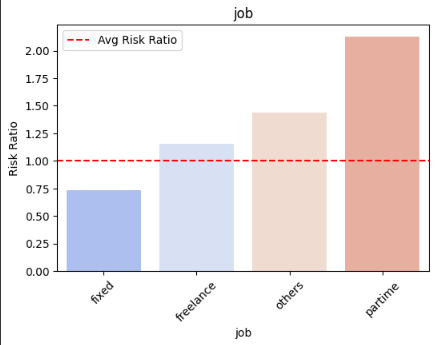 job
Avg Risk Ratio
Risk Ratio
2.00
1.75
1.50
1.25
1.00
0.75
0.50
0.25
0.00
fixed
freelance
others
partime
job